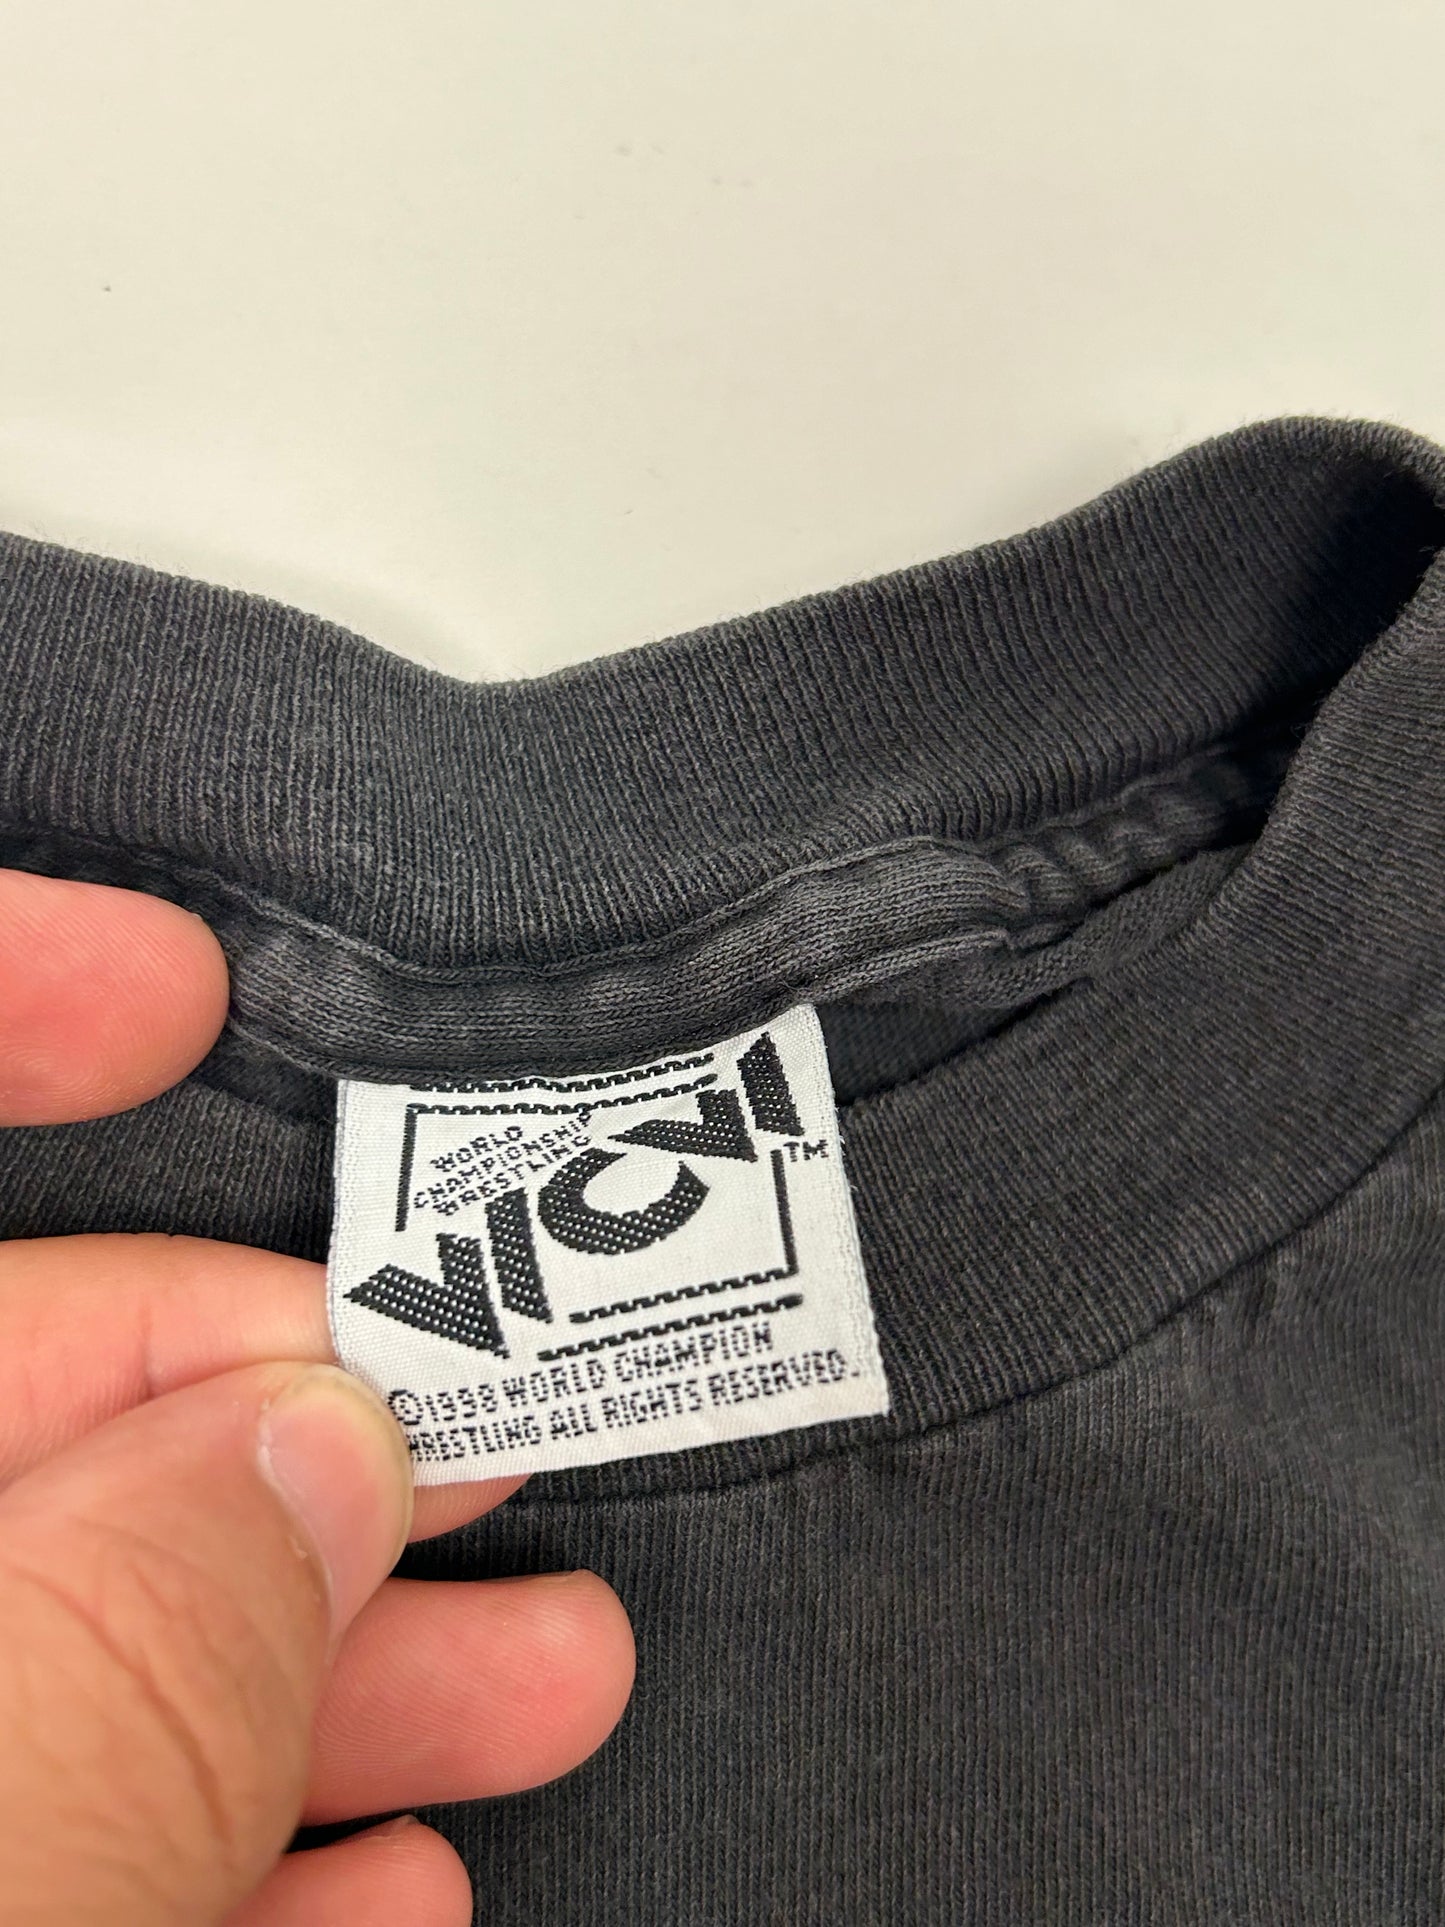 WORLD
CHAMPIONSHIP
WRESTLING
WCW
TM
©1998 WORLD CHAMPION
WRESTLING ALL RIGHTS RESERVED.